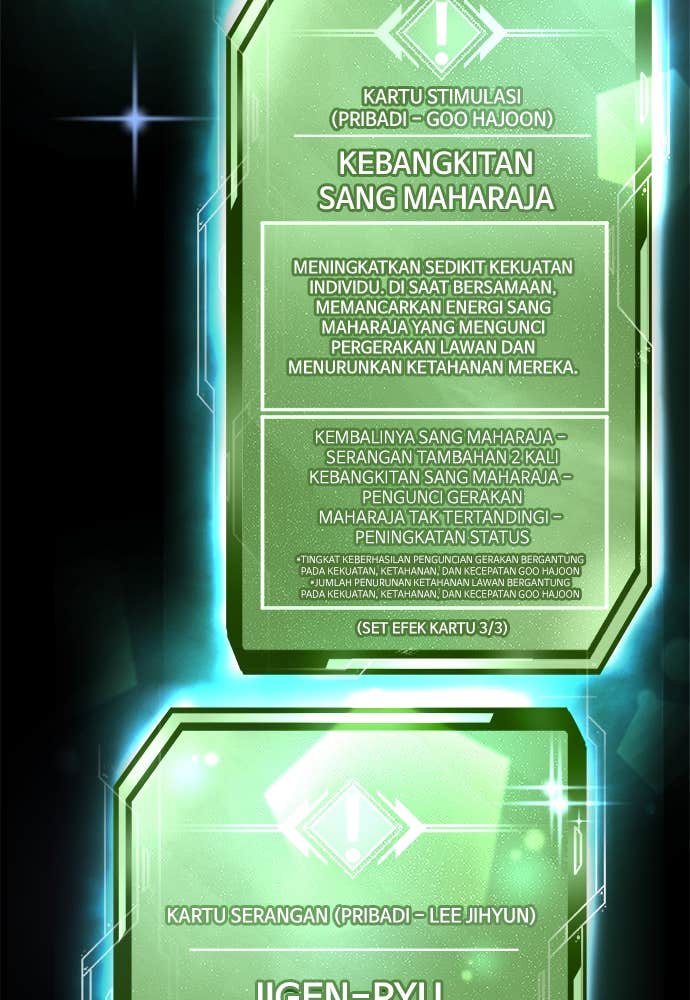 KARTU STIMULASI
(PRIBADI - GOO HAJOON)
KEBANGKITAN
SANG MAHARAJA
MENINGKATKAN SEDIKIT KEKUATAN
INDIVIDU. DI SAAT BERSAMAAN,
MEMANCARKAN ENERGI SANG
MAHARAJA YANG MENGUNCI
PERGERAKAN LAWAN DAN
MENURUNKAN KETAHANAN MEREKA.
KEMBALINYA SANG MAHARAJA -
SERANGAN TAMBAHAN 2 KALI
KEBANGKITAN SANG MAHARAJA -
PENGUNCI GERAKAN
MAHARAJA TAK TERTANDINGI -
PENINGKATAN STATUS
*TINGKAT KEBERHASILAN PENGUNCIAN GERAKAN BERGANTUNG
PADA KEKUATAN, KETAHANAN, DAN KECEPATAN GOO HAJOON
*JUMLAH PENURUNAN KETAHANAN LAWAN BERGANTUNG
PADA KEKUATAN, KETAHANAN, DAN KECEPATAN GOO HAJOON
(SET EFEK KARTU 3/3)
KARTU SERANGAN (PRIBADI - LEE JIHYUN)
JIGEN-RYU